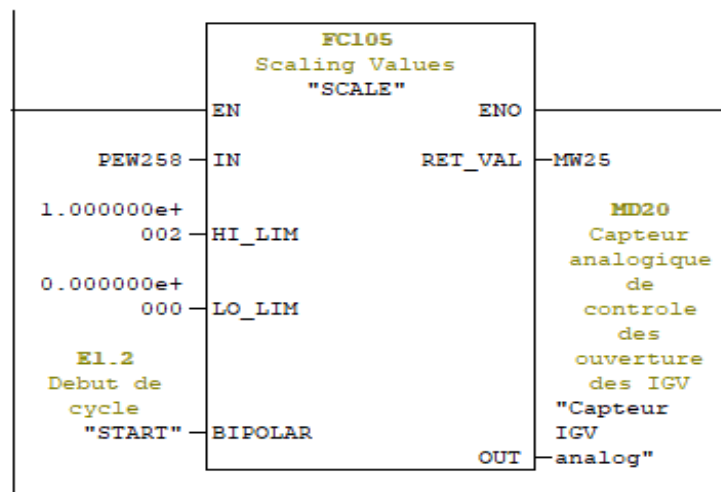 FC105
Scaling Values
"SCALE"
EN ENO
PEW258 IN RET_VAL MW25
1.000000e+
002 HI_LIM
MD20
Capteur
analogique
de
controle
des
ouverture
des IGV
"Capteur
IGV
analog"
0.000000e+
000 LO_LIM
E1.2
Debut de
cycle
"START" BIPOLAR
OUT